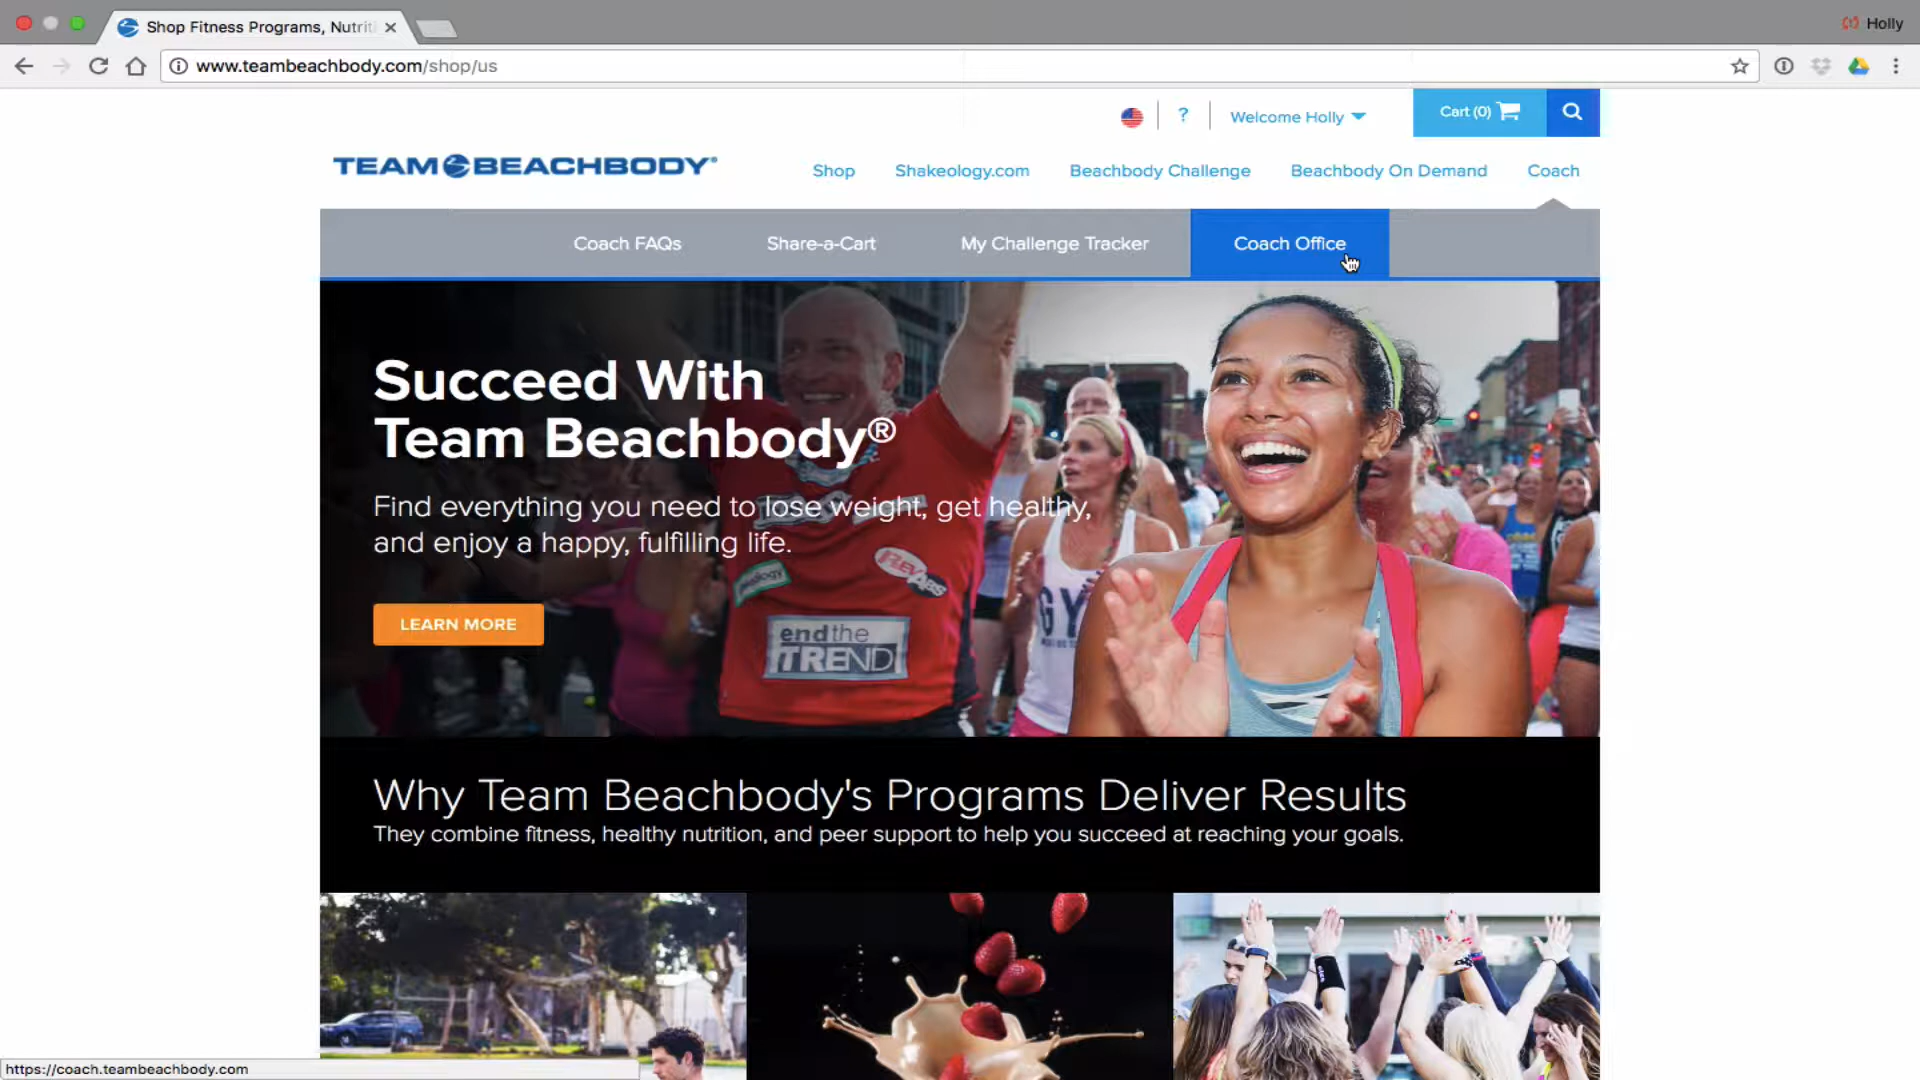 Shop Fitness Programs, Nutriti
Holly
www.teambeachbody.com/shop/us
?
Welcome Holly
Cart (0)
TEAM BEACHBODY®
Shop
Shakeology.com
Beachbody Challenge
Beachbody On Demand
Coach
Coach FAQs
Share-a-Cart
My Challenge Tracker
Coach Office
Succeed With
Team Beachbody®
Find everything you need to lose weight, get healthy,
and enjoy a happy, fulfilling life.
LEARN MORE
end the
TREND
Why Team Beachbody's Programs Deliver Results
They combine fitness, healthy nutrition, and peer support to help you succeed at reaching your goals.
https://coach.teambeachbody.com